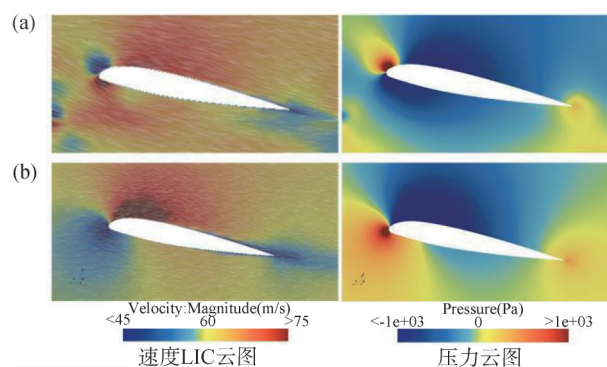 (a)
(b)
Velocity:Magnitude(m/s) Pressure(Pa)
<45 60 >75 <-1e+03 0 >1e+03
速度LIC云图 压力云图